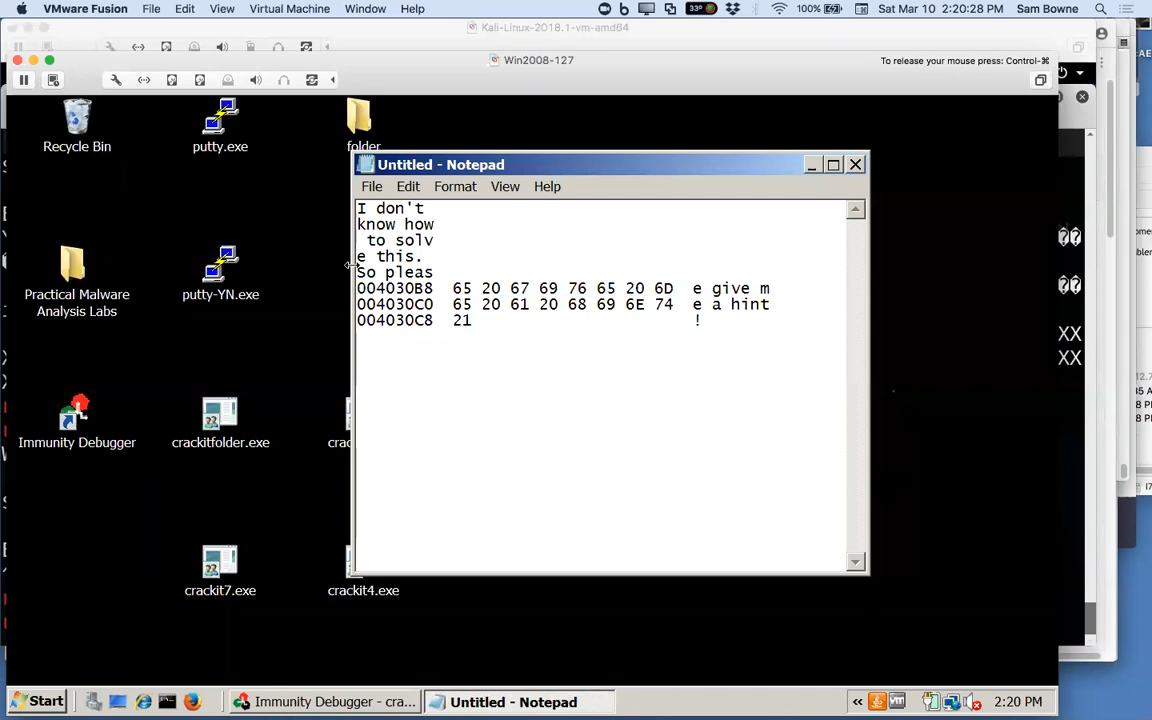 VMware Fusion File Edit View Virtual Machine Window Help 33° 100% Sat Mar 10 2:20:28 PM Sam Bowne
Kali-Linux-2018.1-vm-amd64
Win2008-127
To release your mouse press: Control-⌘
Recycle Bin
putty.exe
folder
Untitled - Notepad
File Edit Format View Help
I don't
know how
 to solv
e this.
So pleas
004030B8  65 20 67 69 76 65 20 6D  e give m
004030C0  65 20 61 20 68 69 6E 74  e a hint
004030C8  21                       !
Practical Malware
Analysis Labs
putty-YN.exe
Immunity Debugger
crackitfolder.exe
crac
crackit7.exe
crackit4.exe
XX
XX
Start
Immunity Debugger - cra...
Untitled - Notepad
« 2:20 PM